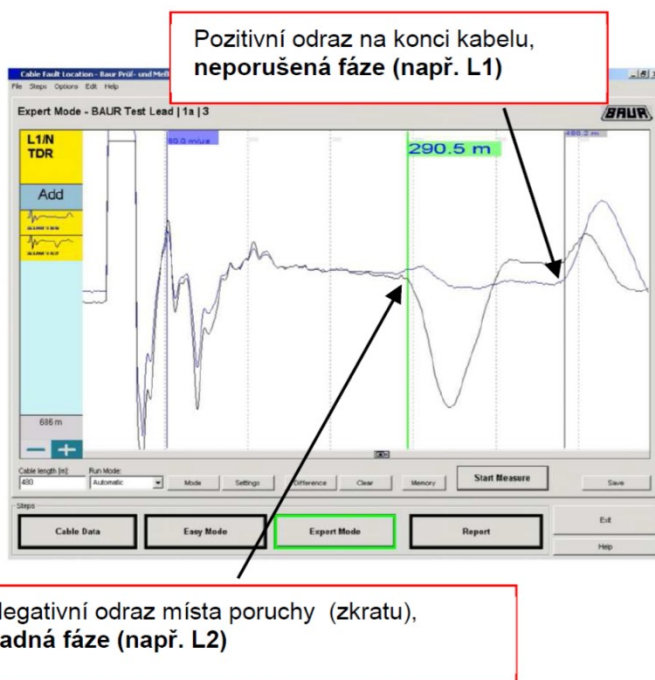 Pozitivní odraz na konci kabelu,
neporušená fáze (např. L1)
Cable Fault Location - Baur Prüf- und Meß
File Steps Options Edit Help
Expert Mode - BAUR Test Lead | 1a | 3
BAUR
L1/N
TDR
Add
80.0 m/us
290.5 m
480.2 m
686 m
Cable length [m]
480
Run Mode:
Automatic
Mode
Settings
Difference
Clear
Memory
Start Measure
Save
Steps
Cable Data
Easy Mode
Expert Mode
Report
Exit
Help
legativní odraz místa poruchy (zkratu),
adná fáze (např. L2)